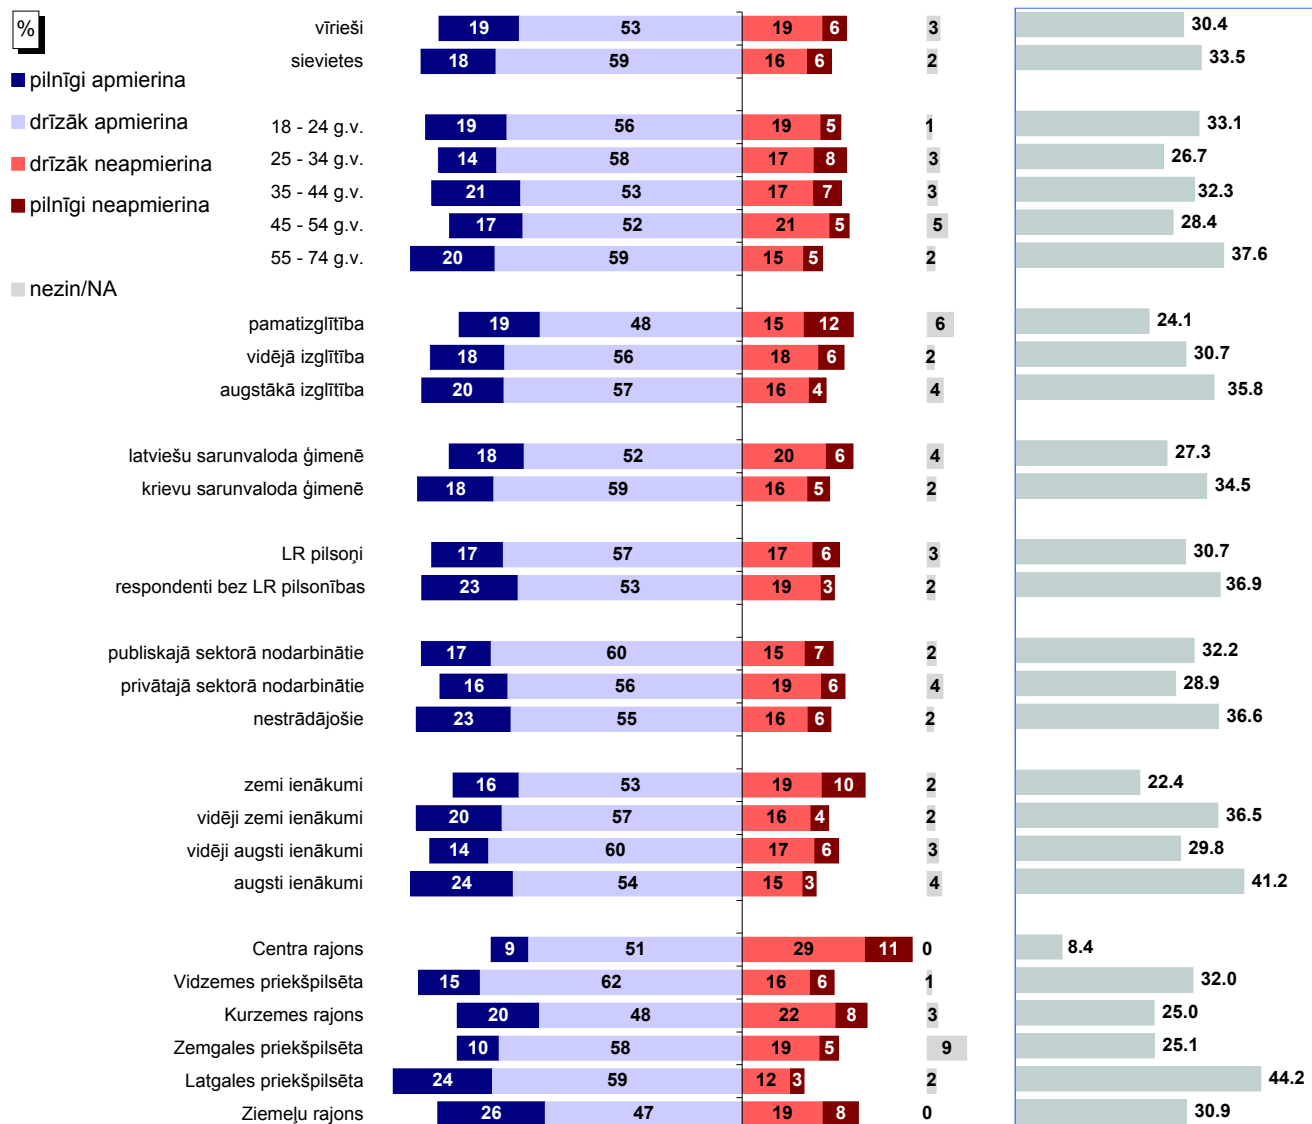 %
pilnīgi apmierina
drīzāk apmierina
drīzāk neapmierina
pilnīgi neapmierina
nezin/NA
vīrieši 19 53 19 6 3 30.4
sievietes 18 59 16 6 2 33.5
18 - 24 g.v. 19 56 19 5 1 33.1
25 - 34 g.v. 14 58 17 8 3 26.7
35 - 44 g.v. 21 53 17 7 3 32.3
45 - 54 g.v. 17 52 21 5 5 28.4
55 - 74 g.v. 20 59 15 5 2 37.6
pamatizglītība 19 48 15 12 6 24.1
vidējā izglītība 18 56 18 6 2 30.7
augstākā izglītība 20 57 16 4 4 35.8
latviešu sarunvaloda ģimenē 18 52 20 6 4 27.3
krievu sarunvaloda ģimenē 18 59 16 5 2 34.5
LR pilsoņi 17 57 17 6 3 30.7
respondenti bez LR pilsonības 23 53 19 3 2 36.9
publiskajā sektorā nodarbinātie 17 60 15 7 2 32.2
privātajā sektorā nodarbinātie 16 56 19 6 4 28.9
nestrādājošie 23 55 16 6 2 36.6
zemi ienākumi 16 53 19 10 2 22.4
vidēji zemi ienākumi 20 57 16 4 2 36.5
vidēji augsti ienākumi 14 60 17 6 3 29.8
augsti ienākumi 24 54 15 3 4 41.2
Centra rajons 9 51 29 11 0 8.4
Vidzemes priekšpilsēta 15 62 16 6 1 32.0
Kurzemes rajons 20 48 22 8 3 25.0
Zemgales priekšpilsēta 10 58 19 5 9 25.1
Latgales priekšpilsēta 24 59 12 3 2 44.2
Ziemeļu rajons 26 47 19 8 0 30.9